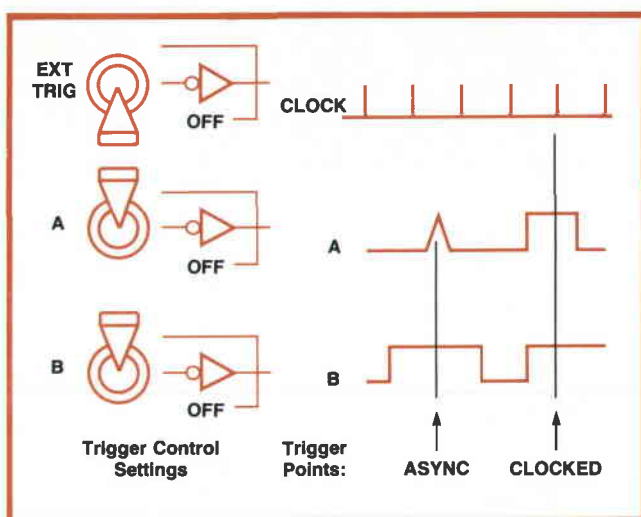 EXT
TRIG
OFF
CLOCK
A
OFF
A
B
OFF
B
Trigger Control
Settings
Trigger
Points:
ASYNC
CLOCKED